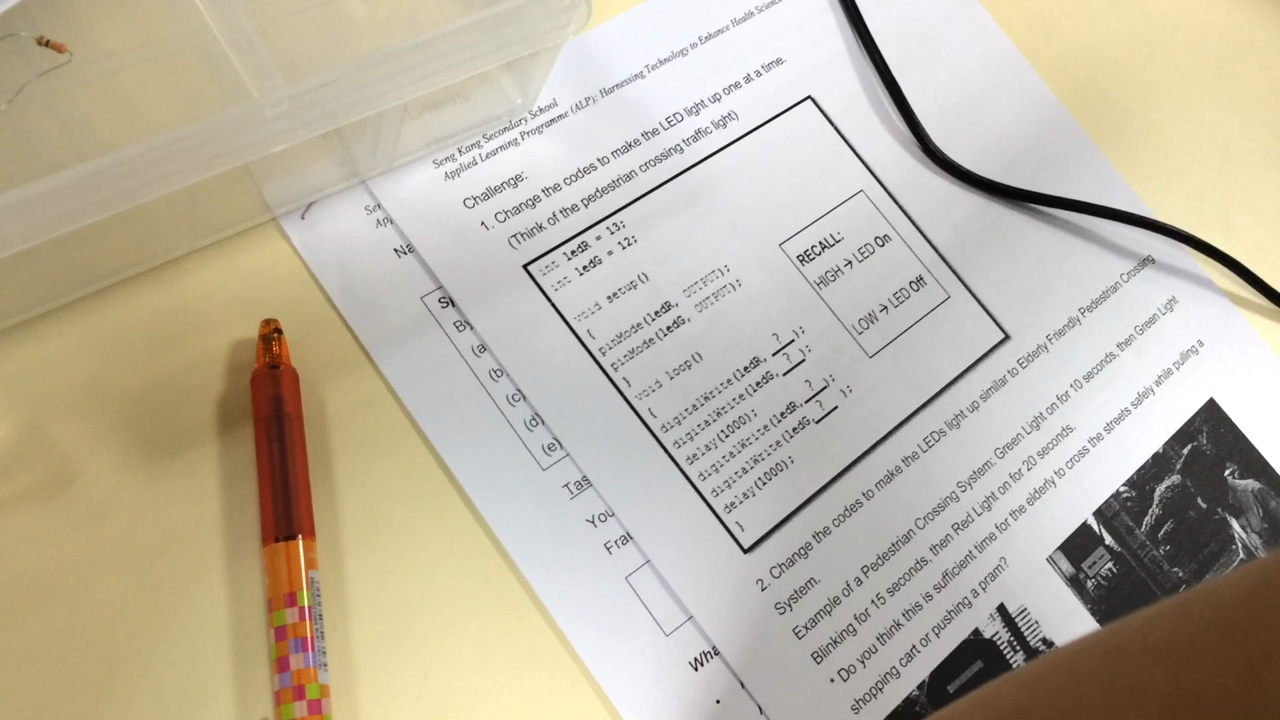 Seng Kang Secondary School
Applied Learning Programme (ALP): Harnessing Technology to Enhance Health Science
Challenge:
1. Change the codes to make the LED light up one at a time.
(Think of the pedestrian crossing traffic light)
int ledR = 13;
int ledG = 12;
void setup()
{
pinMode(ledR, OUTPUT);
pinMode(ledG, OUTPUT);
}
void loop()
{
digitalWrite(ledR, ? );
digitalWrite(ledG, ? );
delay(1000);
digitalWrite(ledR, ? );
digitalWrite(ledG, ? );
delay(1000);
}
RECALL:
HIGH → LED On
LOW → LED Off
2. Change the codes to make the LEDs light up similar to Elderly Friendly Pedestrian Crossing
System.
Example of a Pedestrian Crossing System: Green Light on for 10 seconds, then Green Light
Blinking for 15 seconds, then Red Light on for 20 seconds.
* Do you think this is sufficient time for the elderly to cross the streets safely while pulling a
shopping cart or pushing a pram?
Na
By
(a
(b
(c)
(d)
(e)
Tas
You
Fra
Wha